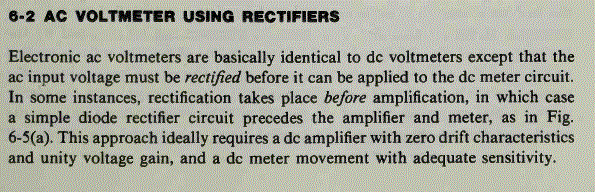 6-2 AC VOLTMETER USING RECTIFIERS
Electronic ac voltmeters are basically identical to dc voltmeters except that the
ac input voltage must be rectified before it can be applied to the dc meter circuit.
In some instances, rectification takes place before amplification, in which case
a simple diode rectifier circuit precedes the amplifier and meter, as in Fig.
6-5(a). This approach ideally requires a dc amplifier with zero drift characteristics
and unity voltage gain, and a dc meter movement with adequate sensitivity.